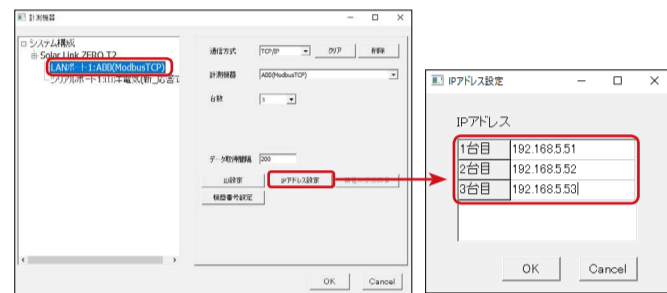 計測機器
システム構成
Solar Link ZERO T2
LANポート1:A00(ModbusTCP)
通信方式
TCP/IP
クリア
削除
計測機器
A00(ModbusTCP)
台数
データ取得間隔
200
ID設定
IPアドレス設定
機器番号設定
OK
Cancel
IPアドレス設定
IPアドレス
1台目 192.168.5.51
2台目 192.168.5.52
3台目 192.168.5.53
OK
Cancel